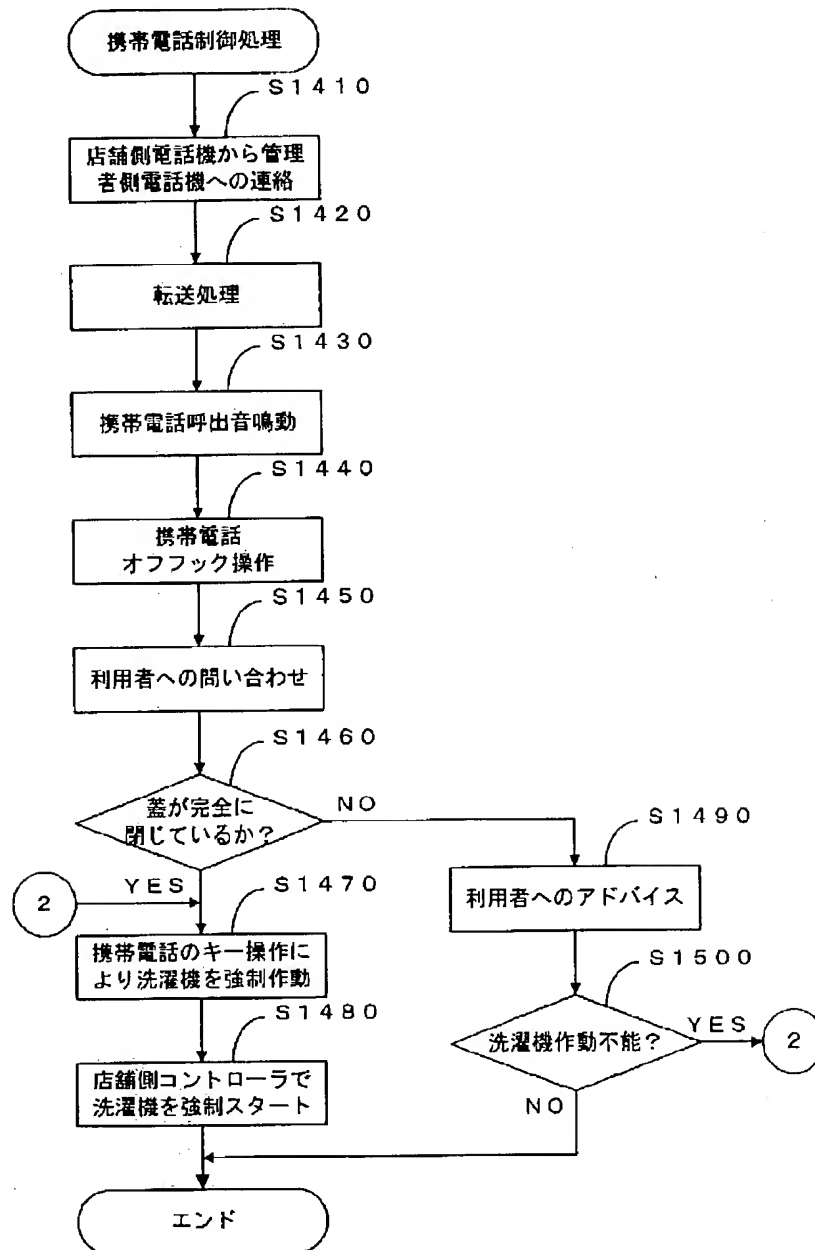 携帯電話制御処理
S1410
店舗側電話機から管理
者側電話機への連絡
S1420
転送処理
S1430
携帯電話呼出音鳴動
S1440
携帯電話
オフフック操作
S1450
利用者への問い合わせ
S1460
蓋が完全に
閉じているか?
NO
YES
2
S1470
携帯電話のキー操作に
より洗濯機を強制作動
S1480
店舗側コントローラで
洗濯機を強制スタート
S1490
利用者へのアドバイス
S1500
洗濯機作動不能?
YES
2
NO
エンド